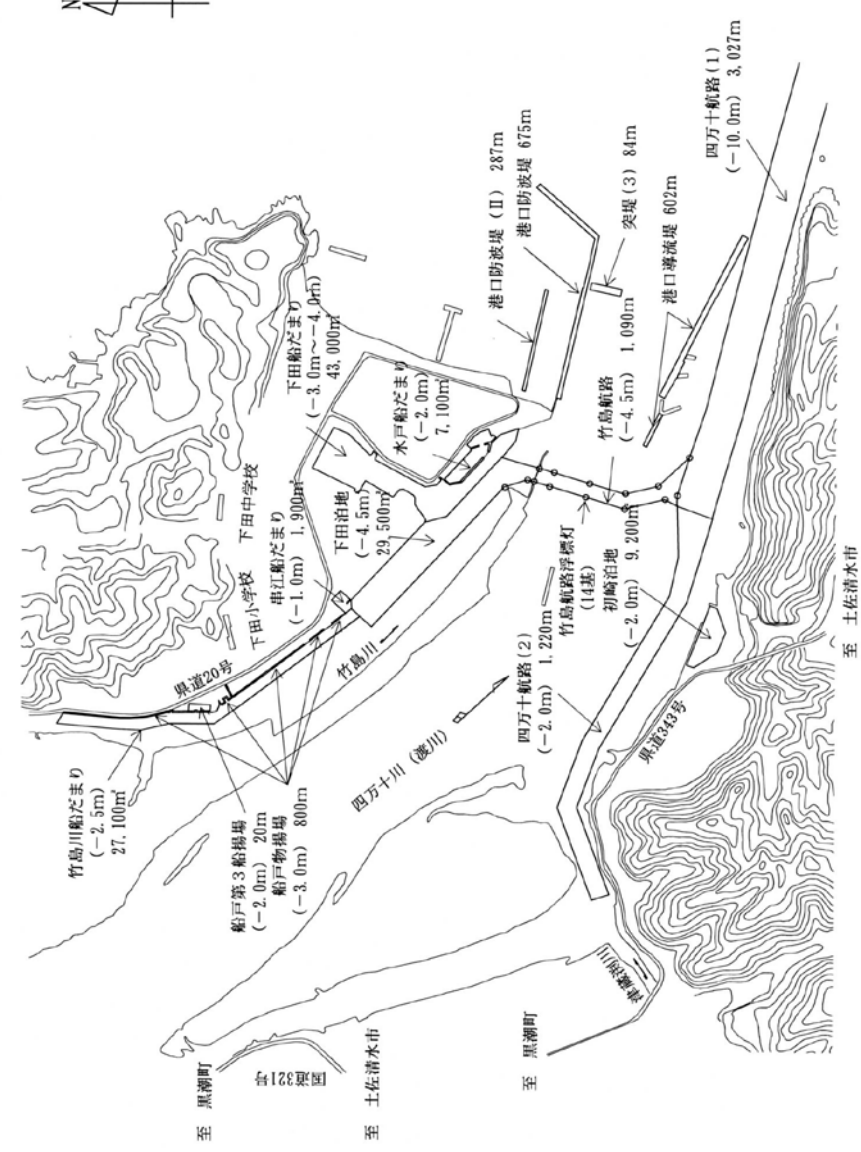 N
四万十航路(1)
(−10.0m) 3,027m
港口防波堤(Ⅱ) 287m
港口防波堤 675m
突堤(3) 84m
港口導流堤 602m
下田船だまり
(−3.0m～−4.0m)
43,000㎡
水戸船だまり
(−2.0m)
7,100㎡
竹島航路
(−4.5m) 1,090m
下田小学校 下田中学校
串江船だまり
(−1.0m) 1,900㎡
下田泊地
(−4.5m)
29,500㎡
県道20号
竹島川
竹島航路浮標灯
(14基)
初崎泊地
(−2.0m) 9,200㎡
四万十航路(2)
(−2.0m) 1,220m
四万十川(渡川)
県道343号
竹島川船だまり
(−2.5m)
27,100㎡
船戸第3船揚場
(−2.0m) 20m
船戸物揚場
(−3.0m) 800m
至 黒潮町
国道321号
至 土佐清水市
至 黒潮町
至 土佐清水市